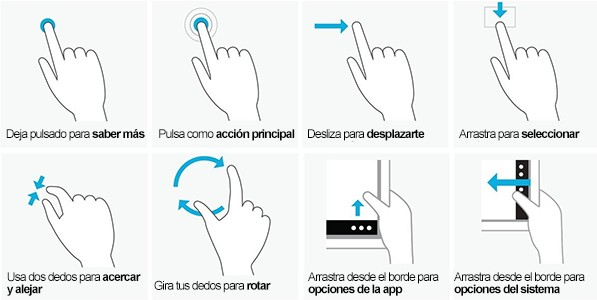 Deja pulsado para saber más
Pulsa como acción principal
Desliza para desplazarte
Arrastra para seleccionar
Usa dos dedos para acercar
y alejar
Gira tus dedos para rotar
Arrastra desde el borde para
opciones de la app
Arrastra desde el borde para
opciones del sistema